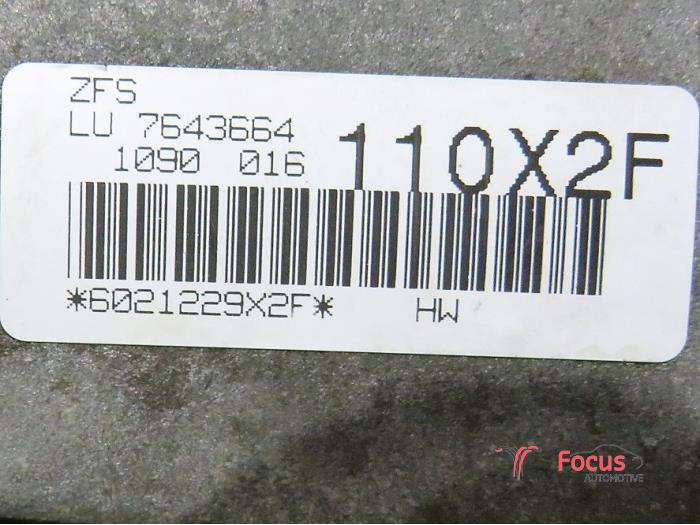 ZFS
LU 7643664
1090 016
110X2F
*6021229X2F* HW
Focus
AUTOMOTIVE